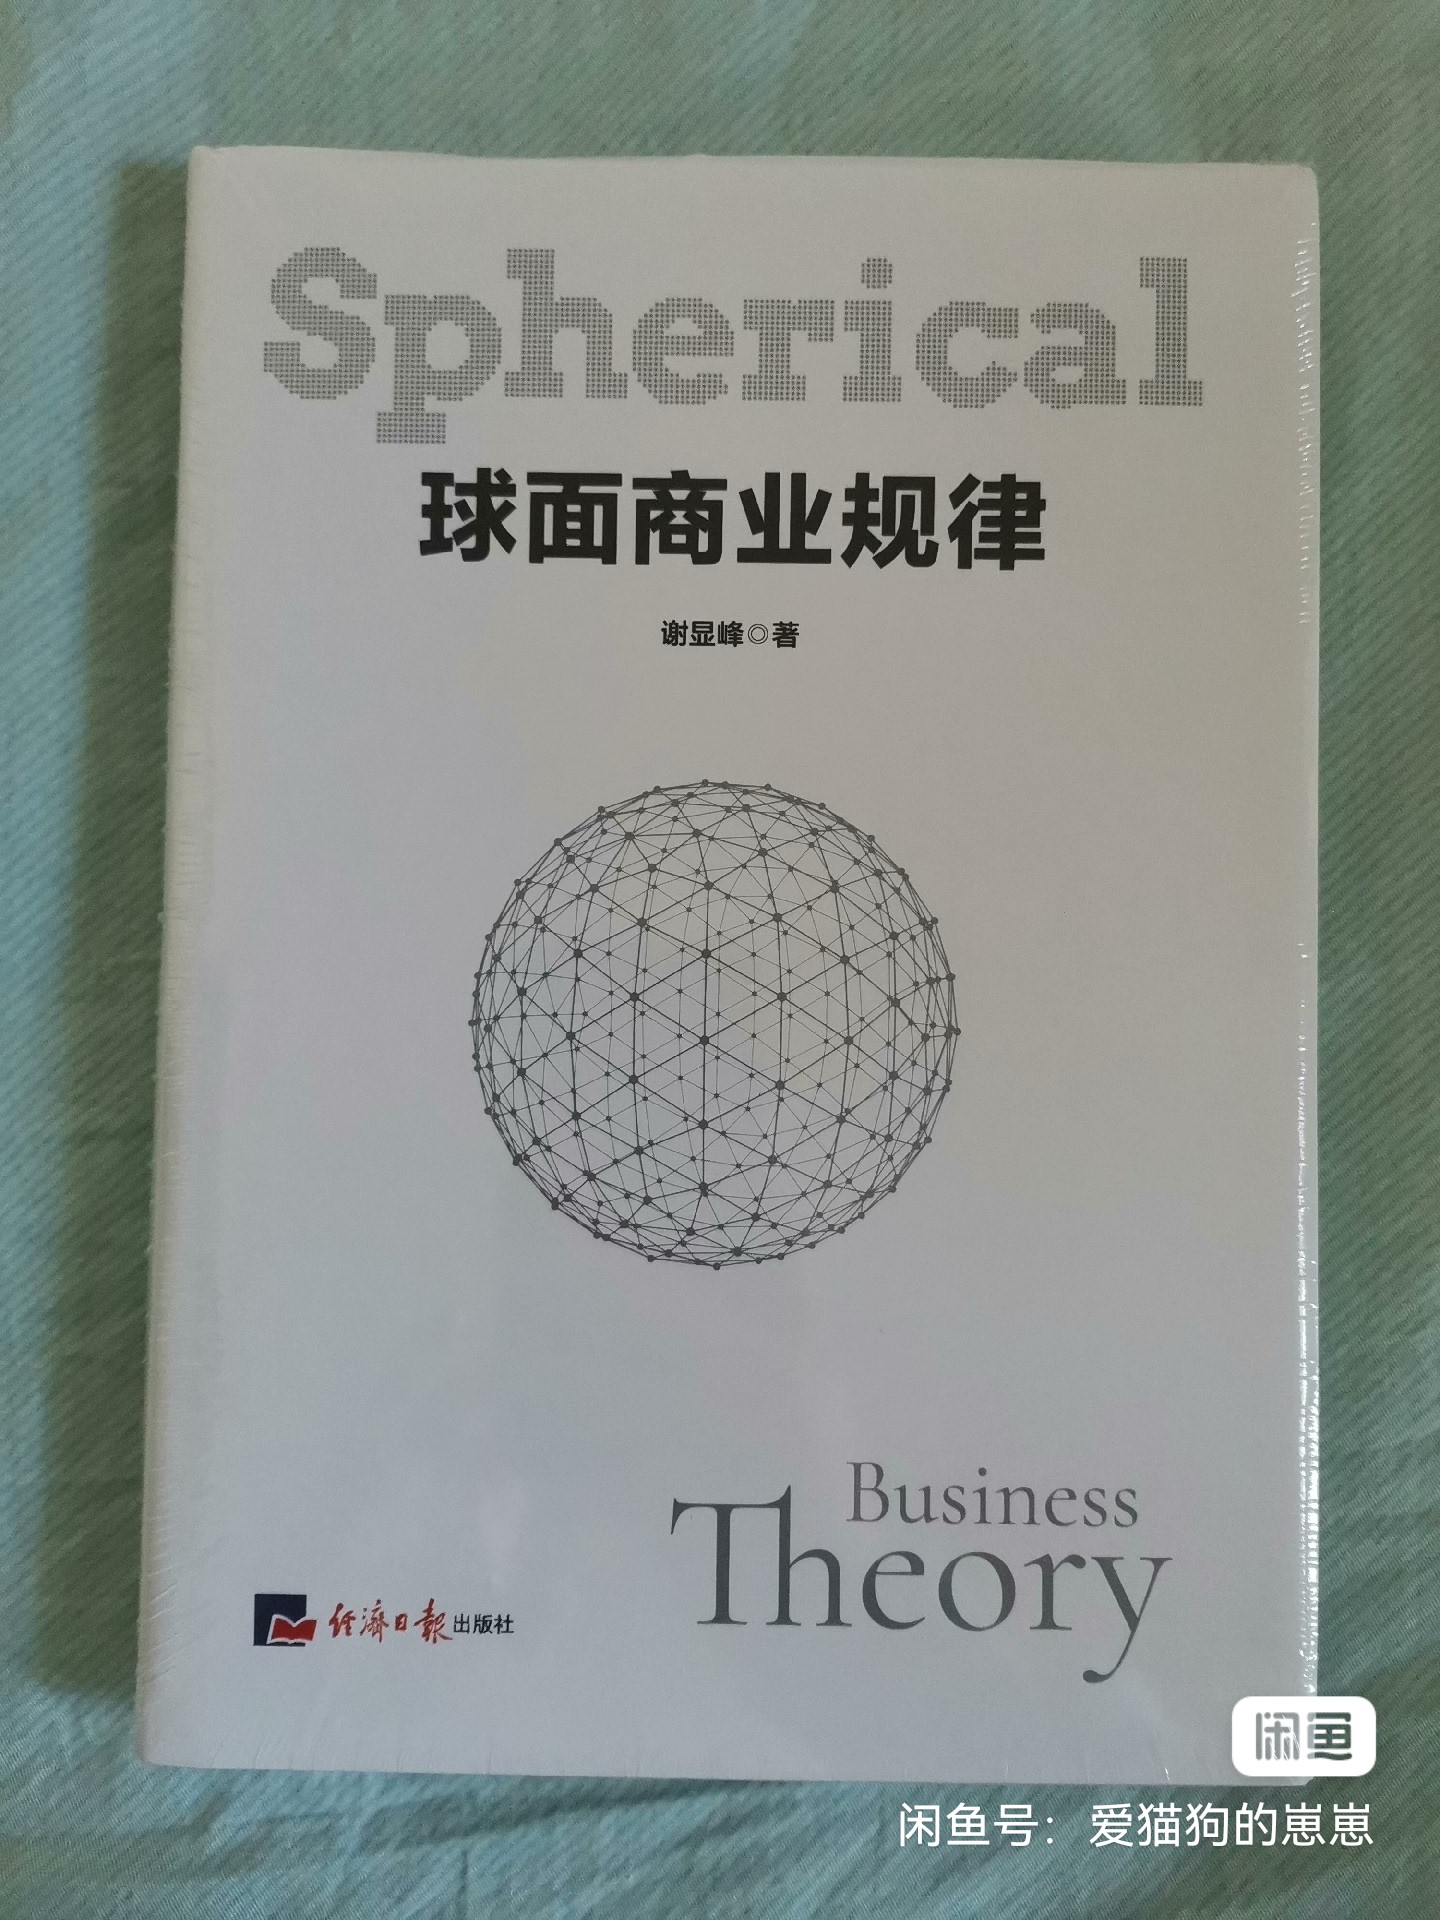 Spherical
球面商业规律
谢显峰◎著
Business
Theory
经济日报出版社
闲鱼
闲鱼号：爱猫狗的崽崽